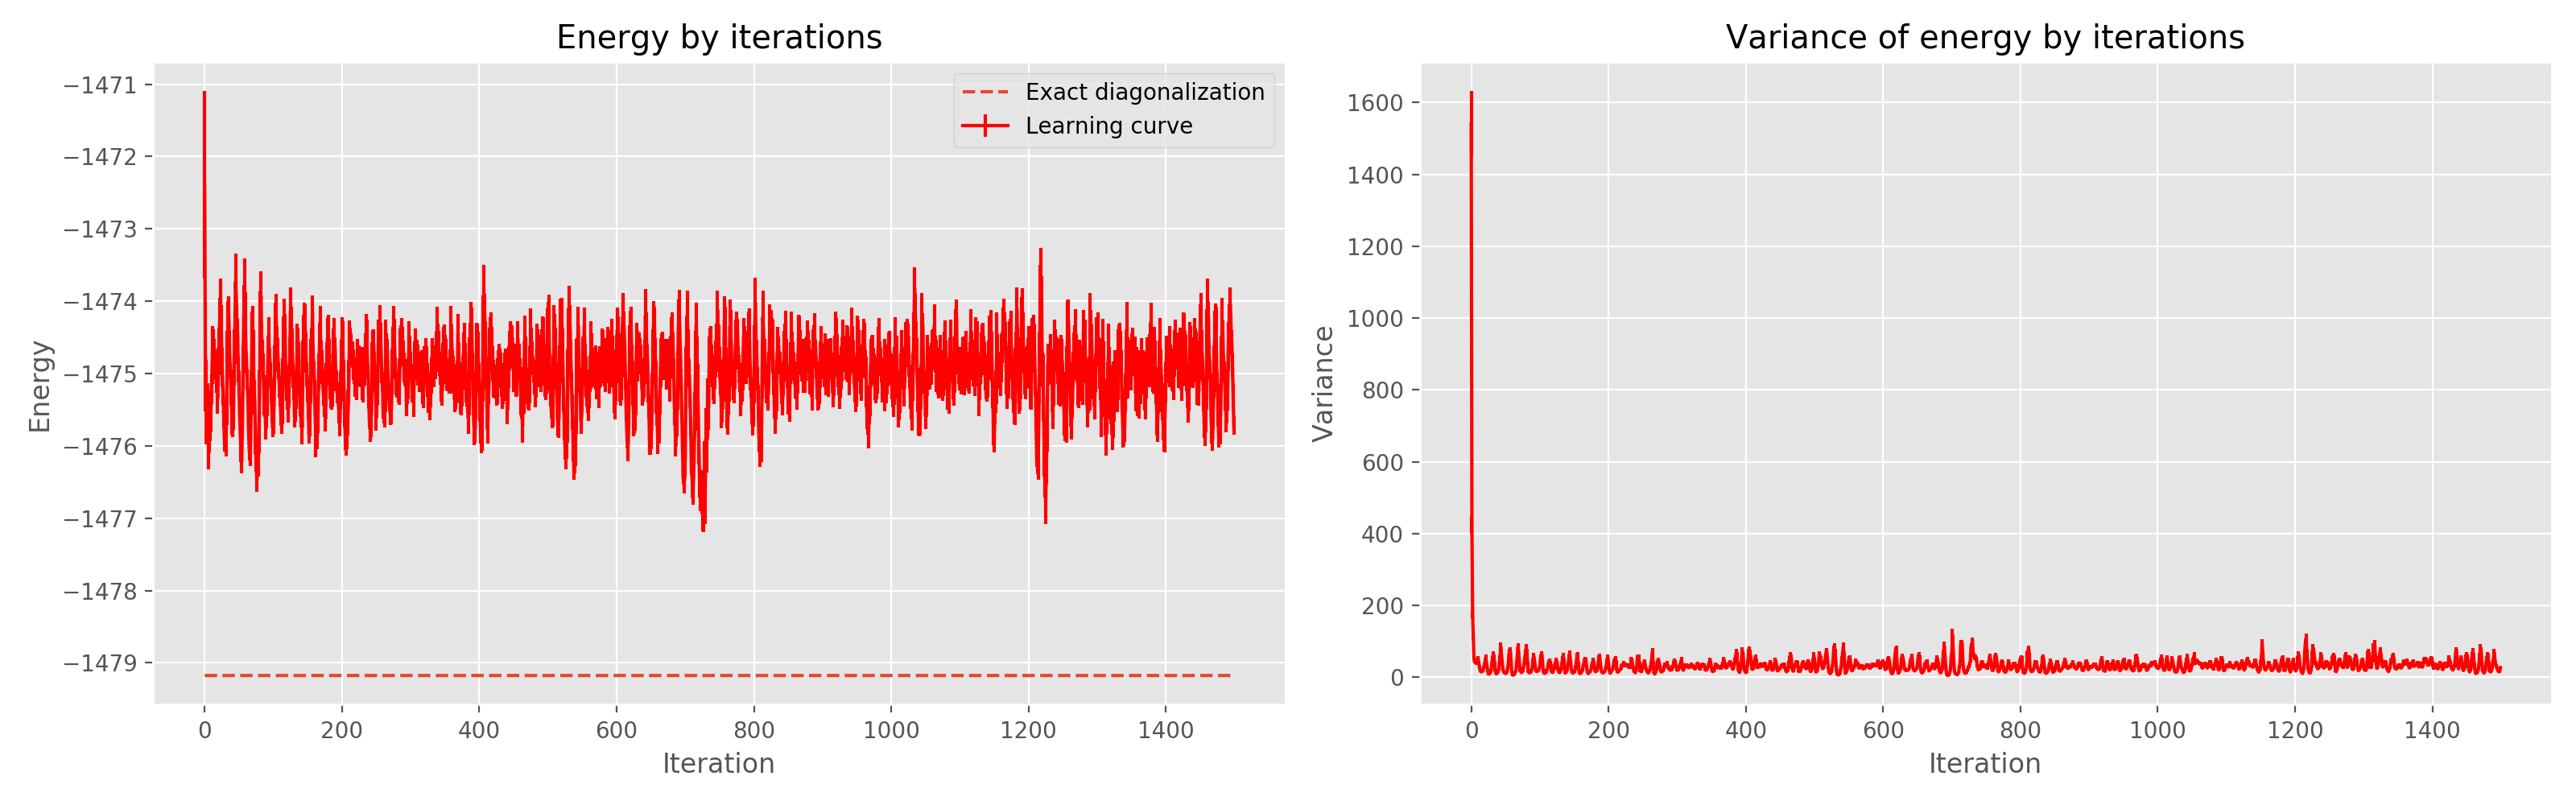 Energy by iterations
−1471
−1472
−1473
−1474
−1475
−1476
−1477
−1478
−1479
Energy
Exact diagonalization
Learning curve
0 200 400 600 800 1000 1200 1400
Iteration
Variance of energy by iterations
1600
1400
1200
1000
800
600
400
200
0
Variance
0 200 400 600 800 1000 1200 1400
Iteration